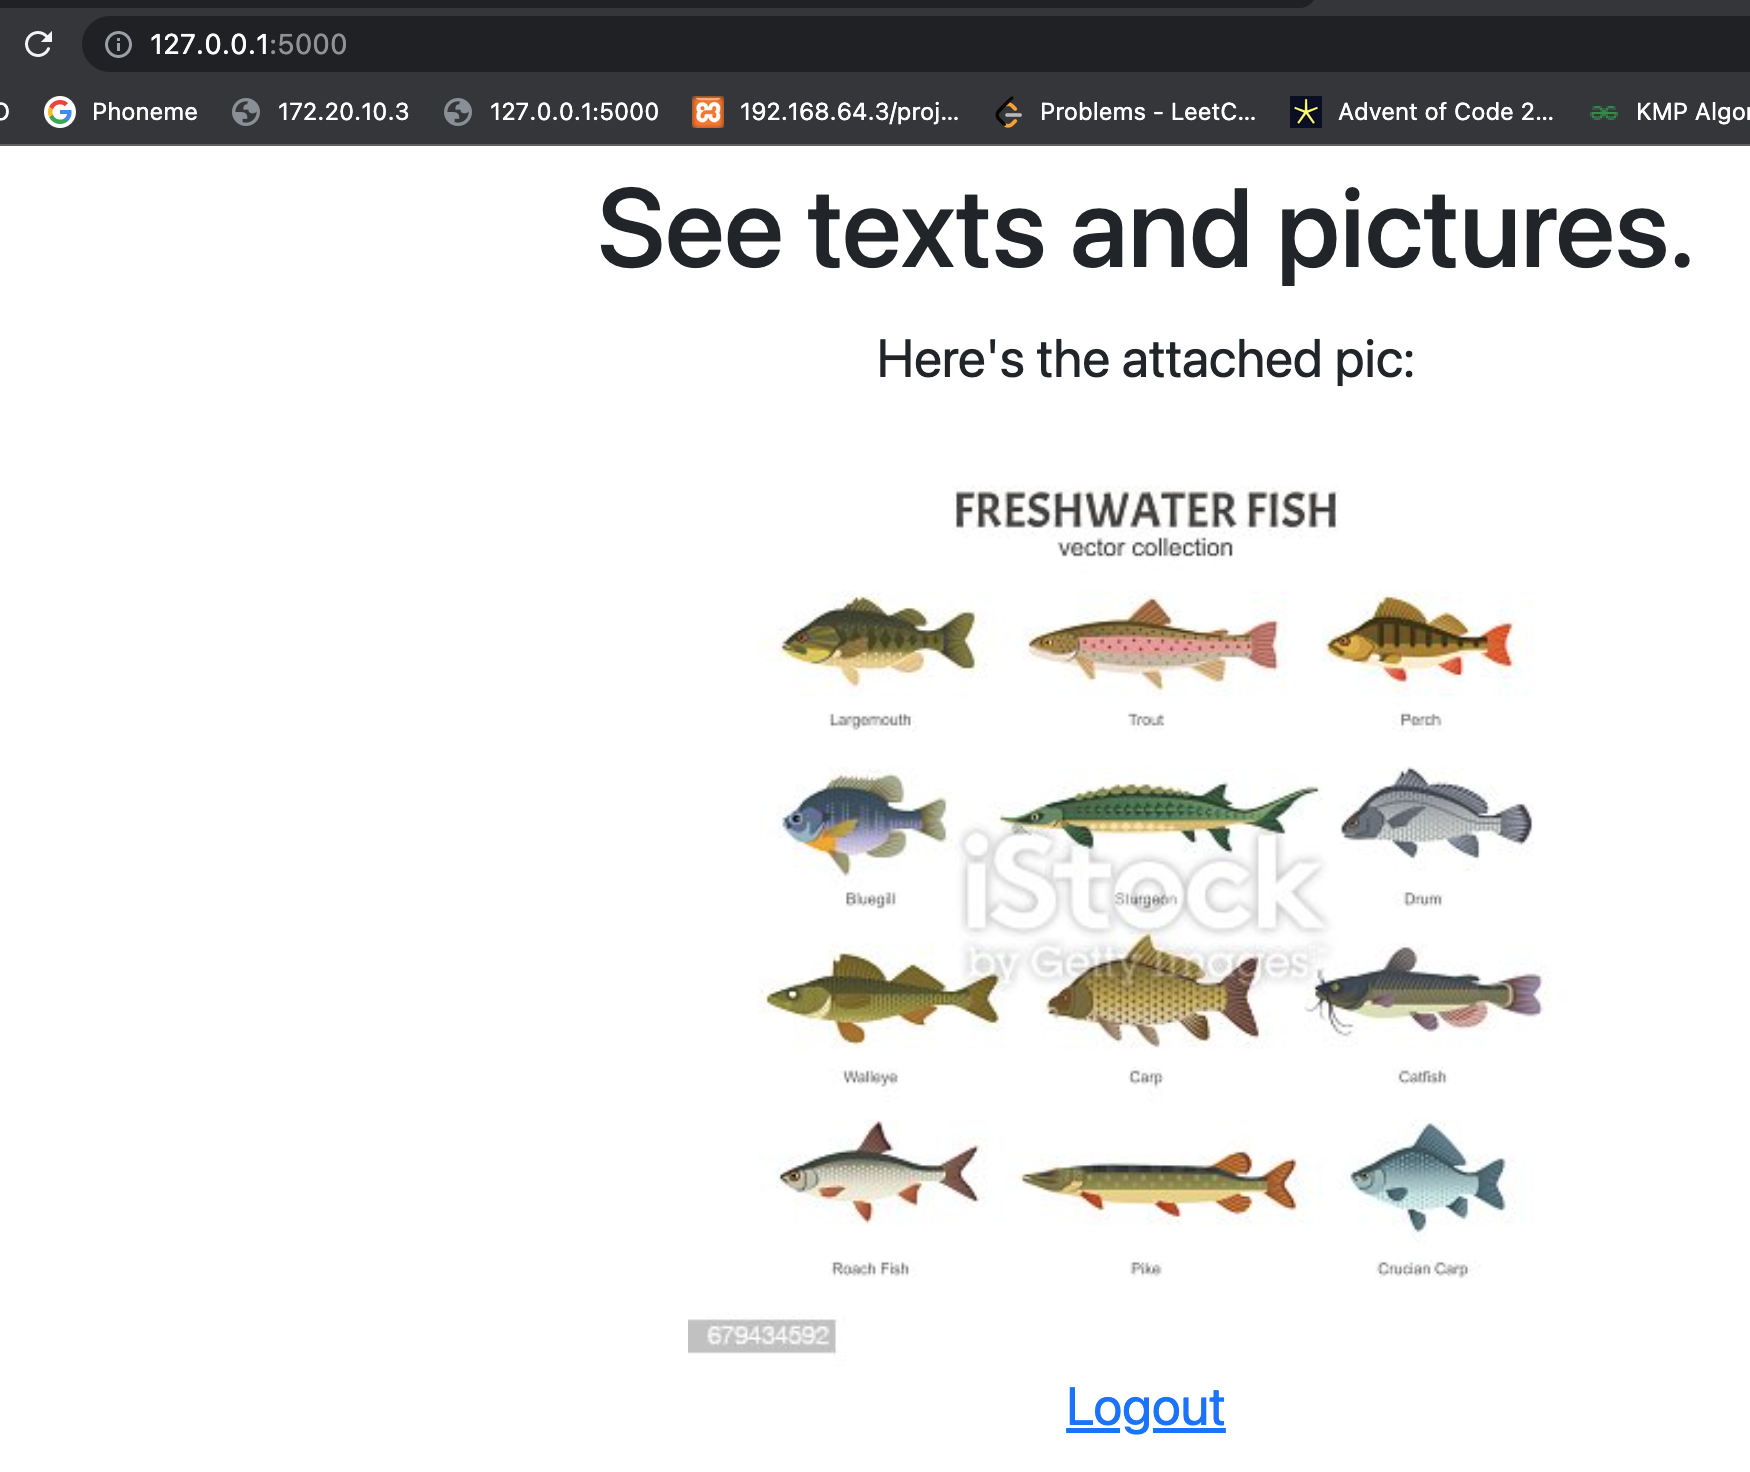 127.0.0.1:5000
Phoneme 172.20.10.3 127.0.0.1:5000 192.168.64.3/proj... Problems - LeetC... Advent of Code 2... KMP Algor
See texts and pictures.
Here's the attached pic:
FRESHWATER FISH
vector collection
Largemouth Trout Perch
Bluegill Sturgeon Drum
iStock
by Getty Images
Walleye Carp Catfish
Roach Fish Pike Crucian Carp
679434592
Logout